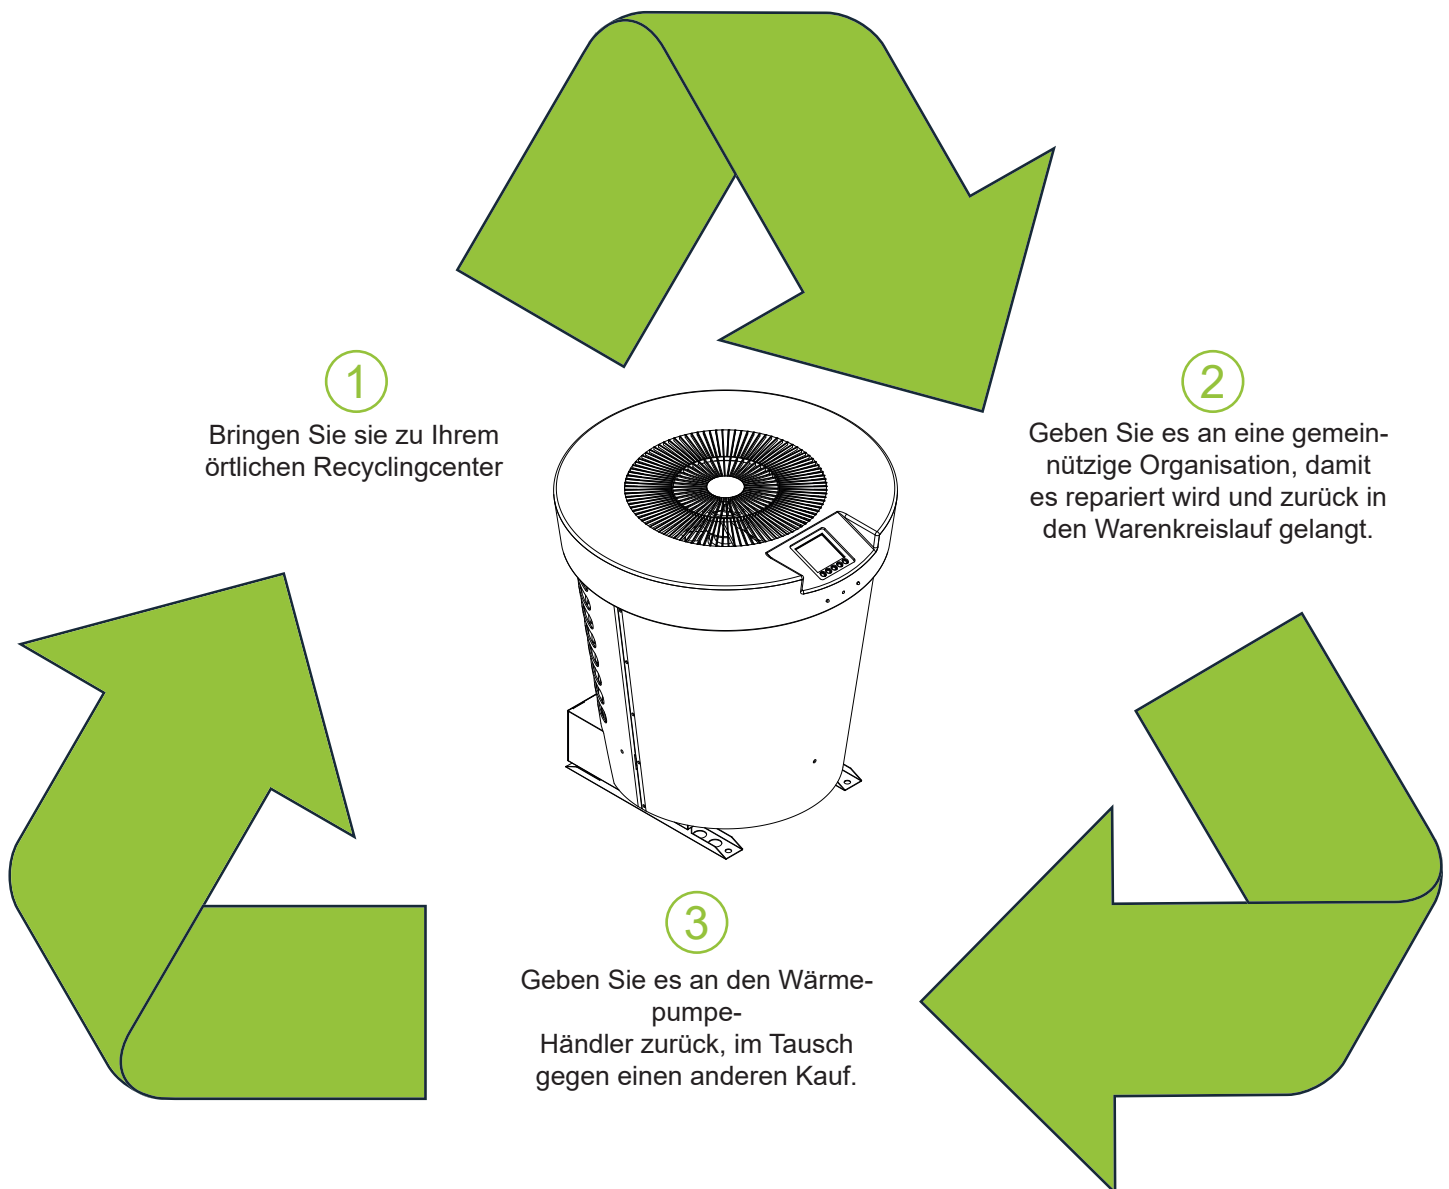 1
Bringen Sie sie zu Ihrem
örtlichen Recyclingcenter
2
Geben Sie es an eine gemein-
nützige Organisation, damit
es repariert wird und zurück in
den Warenkreislauf gelangt.
3
Geben Sie es an den Wärme-
pumpe-
Händler zurück, im Tausch
gegen einen anderen Kauf.